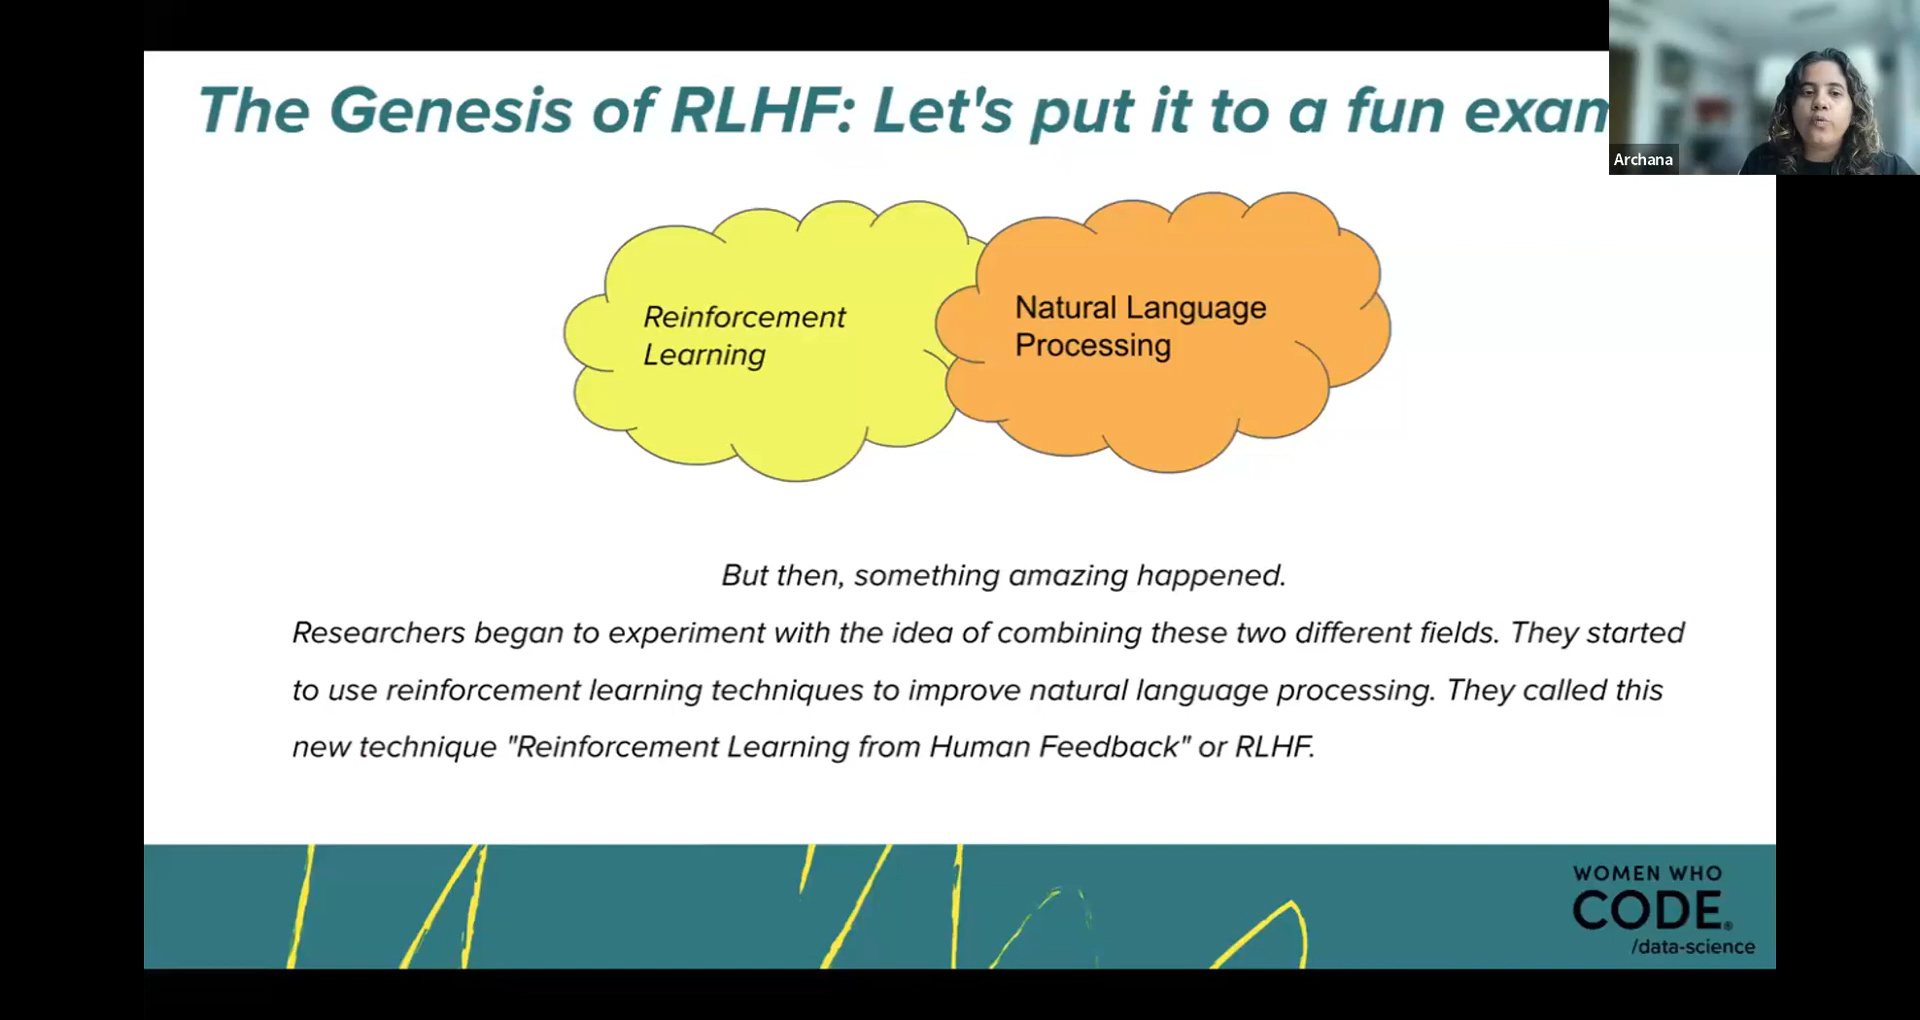 The Genesis of RLHF: Let's put it to a fun exam
Archana
Reinforcement
Learning
Natural Language
Processing
But then, something amazing happened.
Researchers began to experiment with the idea of combining these two different fields. They started
to use reinforcement learning techniques to improve natural language processing. They called this
new technique "Reinforcement Learning from Human Feedback" or RLHF.
WOMEN WHO
CODE®
/data-science